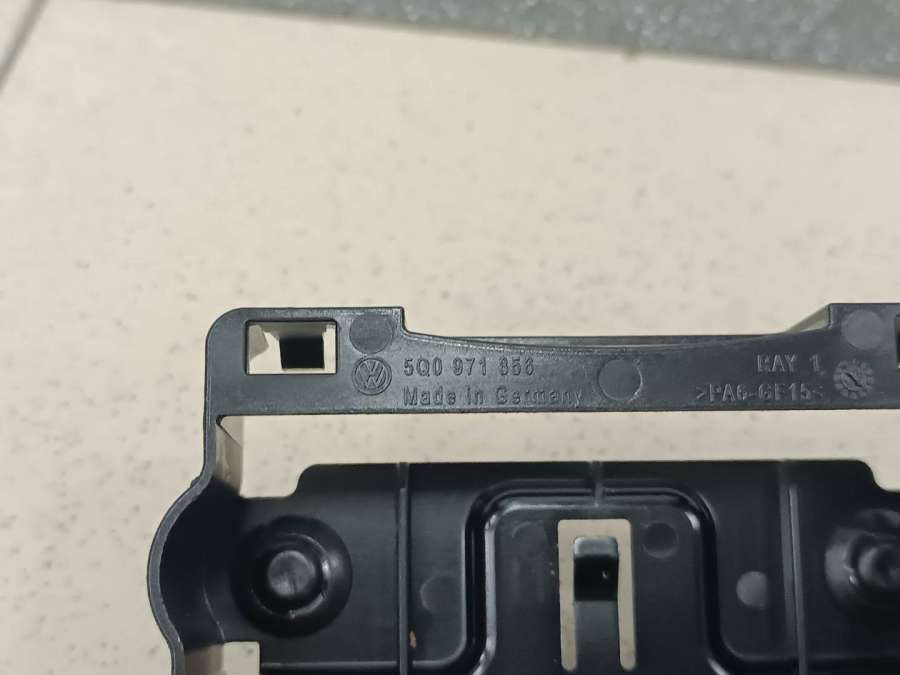 5Q0 971 858
Made in Germany
RAY 1
>PA6-GF15<